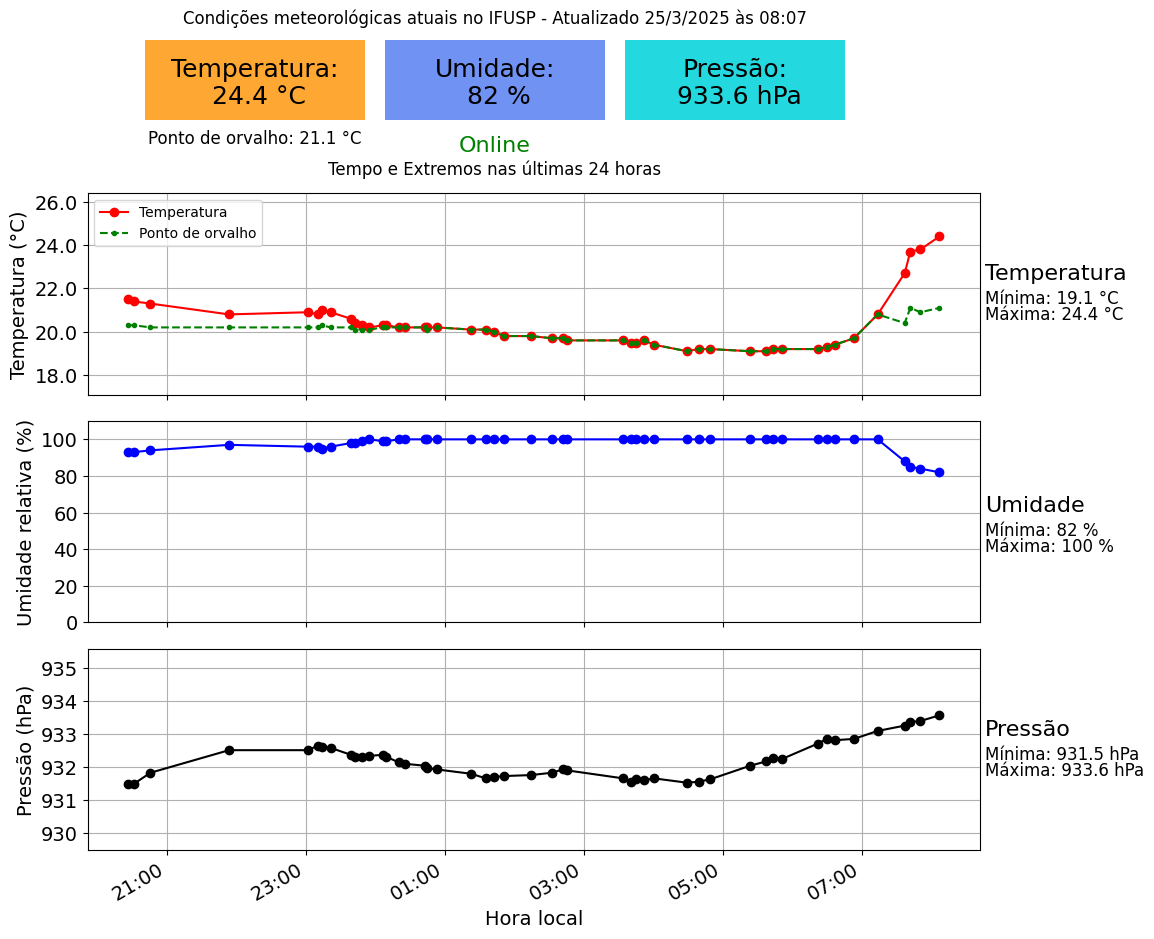 Condições meteorológicas atuais no IFUSP - Atualizado 25/3/2025 às 08:07
Temperatura:
24.4 °C
Umidade:
82 %
Pressão:
933.6 hPa
Ponto de orvalho: 21.1 °C
Online
Tempo e Extremos nas últimas 24 horas
Temperatura (°C)
26.0
24.0
22.0
20.0
18.0
Temperatura
Ponto de orvalho
Temperatura
Mínima: 19.1 °C
Máxima: 24.4 °C
Umidade relativa (%)
100
80
60
40
20
0
Umidade
Mínima: 82 %
Máxima: 100 %
Pressão (hPa)
935
934
933
932
931
930
Pressão
Mínima: 931.5 hPa
Máxima: 933.6 hPa
21:00
23:00
01:00
03:00
05:00
07:00
Hora local